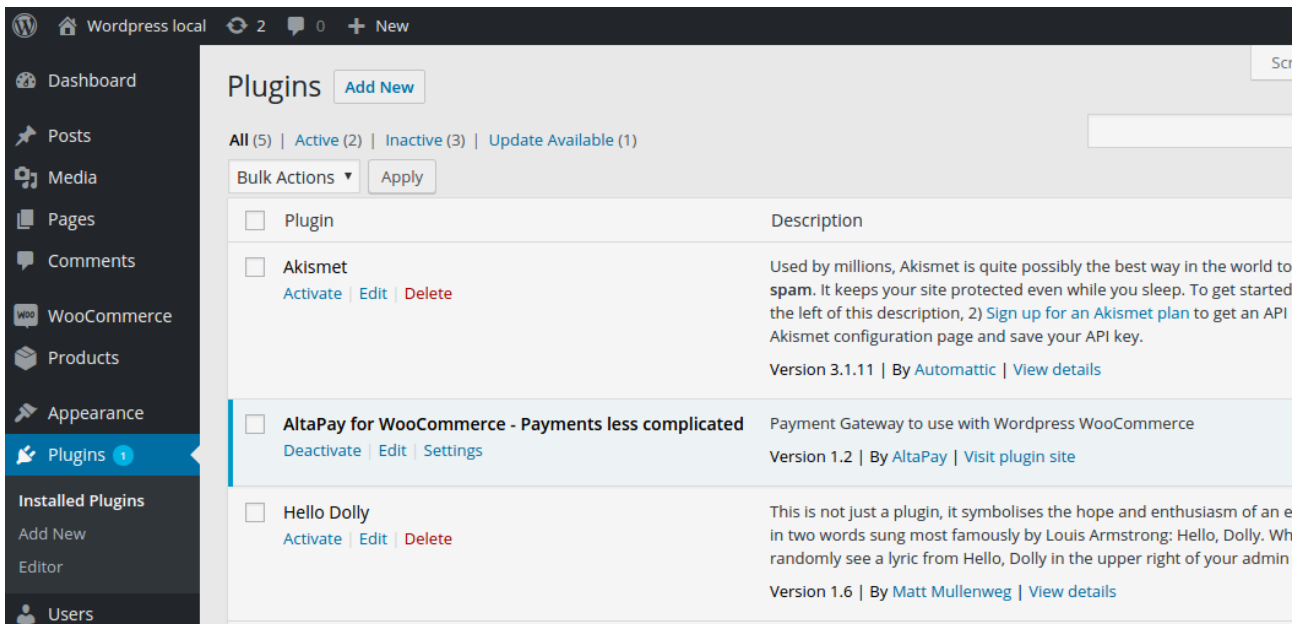 Wordpress local 2 0 + New
Dashboard
Posts
Media
Pages
Comments
WOO WooCommerce
Products
Appearance
Plugins 1
Installed Plugins
Add New
Editor
Users
Plugins Add New
All (5) | Active (2) | Inactive (3) | Update Available (1)
Bulk Actions Apply
Plugin Description
Akismet
Activate | Edit | Delete
Used by millions, Akismet is quite possibly the best way in the world to
spam. It keeps your site protected even while you sleep. To get started
the left of this description, 2) Sign up for an Akismet plan to get an API
Akismet configuration page and save your API key.
Version 3.1.11 | By Automattic | View details
AltaPay for WooCommerce - Payments less complicated
Deactivate | Edit | Settings
Payment Gateway to use with Wordpress WooCommerce
Version 1.2 | By AltaPay | Visit plugin site
Hello Dolly
Activate | Edit | Delete
This is not just a plugin, it symbolises the hope and enthusiasm of an e
in two words sung most famously by Louis Armstrong: Hello, Dolly. Wh
randomly see a lyric from Hello, Dolly in the upper right of your admin
Version 1.6 | By Matt Mullenweg | View details